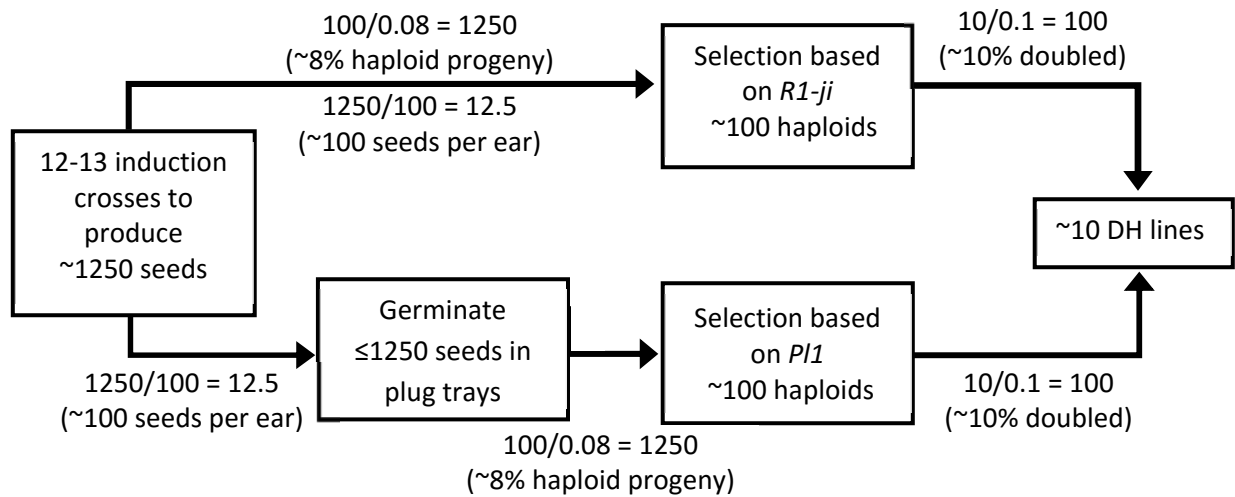 100/0.08 = 1250
(~8% haploid progeny)
1250/100 = 12.5
(~100 seeds per ear)
10/0.1 = 100
(~10% doubled)
Selection based
on R1-ji
~100 haploids
12-13 induction
crosses to
produce
~1250 seeds
~10 DH lines
Germinate
≤1250 seeds in
plug trays
Selection based
on Pl1
~100 haploids
1250/100 = 12.5
(~100 seeds per ear)
100/0.08 = 1250
(~8% haploid progeny)
10/0.1 = 100
(~10% doubled)